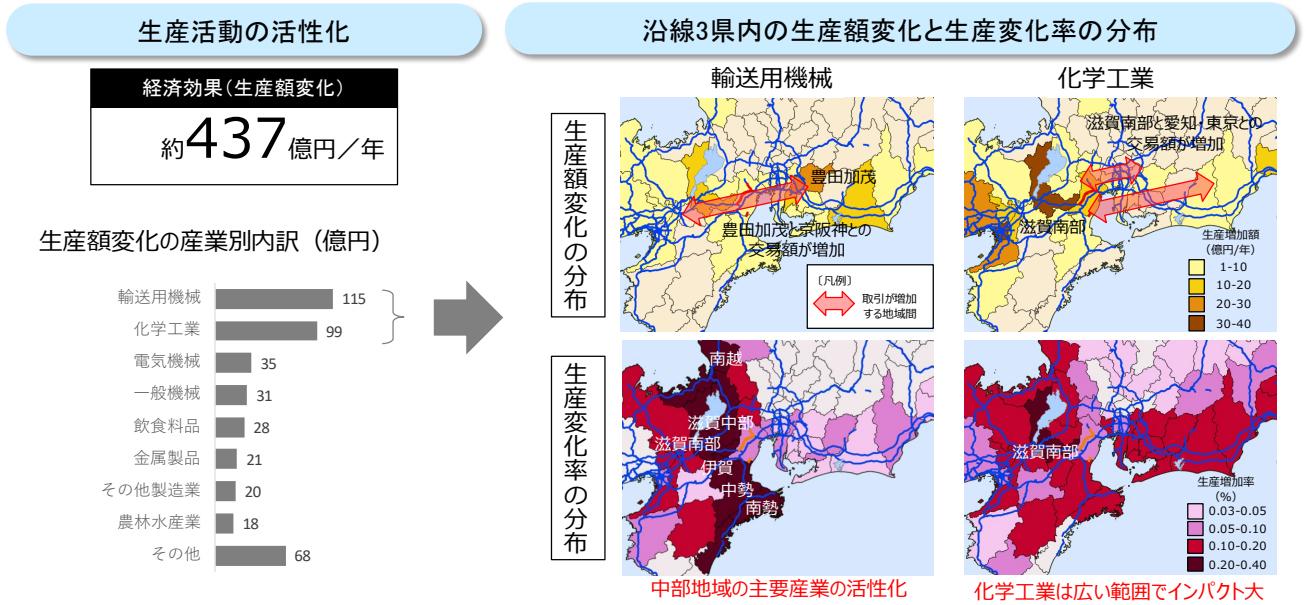 生産活動の活性化
経済効果(生産額変化)
約437億円／年
生産額変化の産業別内訳（億円）
輸送用機械 115
化学工業 99
電気機械 35
一般機械 31
飲食料品 28
金属製品 21
その他製造業 20
農林水産業 18
その他 68
沿線3県内の生産額変化と生産変化率の分布
輸送用機械
化学工業
生産額変化の分布
豊田加茂
豊田加茂と京阪神との
交易額が増加
〔凡例〕
取引が増加
する地域間
滋賀南部と愛知・東京との
交易額が増加
滋賀南部
生産増加額
(億円/年)
1-10
10-20
20-30
30-40
生産変化率の分布
南越
滋賀中部
滋賀南部
伊賀
中勢
南勢
中部地域の主要産業の活性化
滋賀南部
生産増加率
(%)
0.03-0.05
0.05-0.10
0.10-0.20
0.20-0.40
化学工業は広い範囲でインパクト大